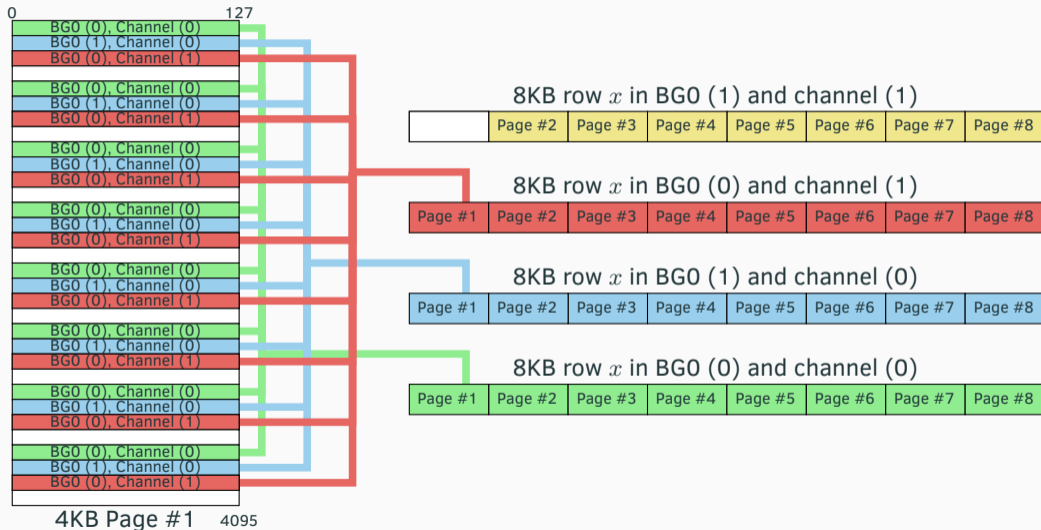 0 127
BG0 (0), Channel (0)
BG0 (1), Channel (0)
BG0 (0), Channel (1)
BG0 (0), Channel (0)
BG0 (1), Channel (0)
BG0 (0), Channel (1)
BG0 (0), Channel (0)
BG0 (1), Channel (0)
BG0 (0), Channel (1)
BG0 (0), Channel (0)
BG0 (1), Channel (0)
BG0 (0), Channel (1)
BG0 (0), Channel (0)
BG0 (1), Channel (0)
BG0 (0), Channel (1)
BG0 (0), Channel (0)
BG0 (1), Channel (0)
BG0 (0), Channel (1)
BG0 (0), Channel (0)
BG0 (1), Channel (0)
BG0 (0), Channel (1)
BG0 (0), Channel (0)
BG0 (1), Channel (0)
BG0 (0), Channel (1)
4KB Page #1 4095
8KB row x in BG0 (1) and channel (1)
Page #2 Page #3 Page #4 Page #5 Page #6 Page #7 Page #8
8KB row x in BG0 (0) and channel (1)
Page #1 Page #2 Page #3 Page #4 Page #5 Page #6 Page #7 Page #8
8KB row x in BG0 (1) and channel (0)
Page #1 Page #2 Page #3 Page #4 Page #5 Page #6 Page #7 Page #8
8KB row x in BG0 (0) and channel (0)
Page #1 Page #2 Page #3 Page #4 Page #5 Page #6 Page #7 Page #8